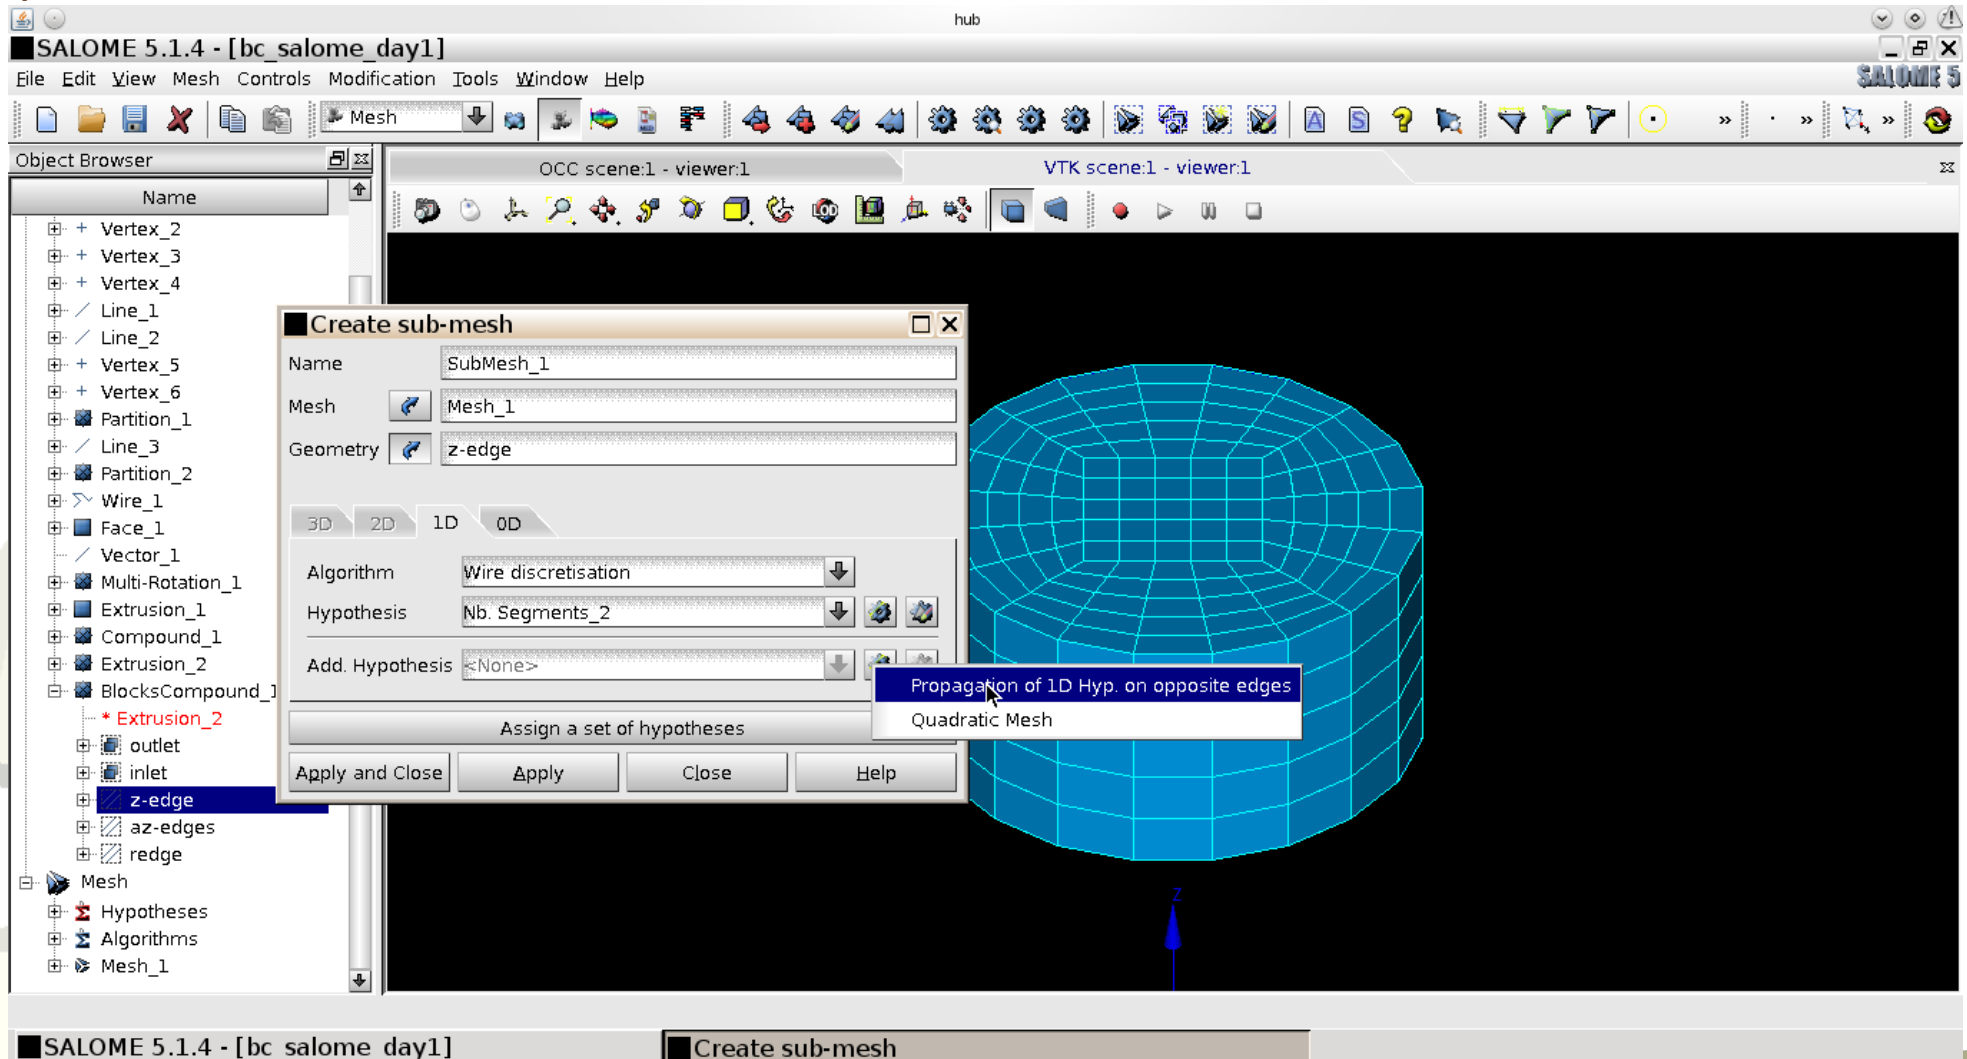 hub
SALOME 5.1.4 - [bc_salome_day1]
File Edit View Mesh Controls Modification Tools Window Help
SALOME 5
Mesh
»
»
»
Object Browser
OCC scene:1 - viewer:1
VTK scene:1 - viewer:1
Name
Vertex_2
Vertex_3
Vertex_4
Line_1
Line_2
Vertex_5
Vertex_6
Partition_1
Line_3
Partition_2
Wire_1
Face_1
Vector_1
Multi-Rotation_1
Extrusion_1
Compound_1
Extrusion_2
BlocksCompound_1
* Extrusion_2
outlet
inlet
z-edge
az-edges
redge
Mesh
Hypotheses
Algorithms
Mesh_1
Create sub-mesh
Name SubMesh_1
Mesh Mesh_1
Geometry z-edge
3D 2D 1D 0D
Algorithm Wire discretisation
Hypothesis Nb. Segments_2
Add. Hypothesis <None>
Propagation of 1D Hyp. on opposite edges
Quadratic Mesh
Assign a set of hypotheses
Apply and Close Apply Close Help
Z
SALOME 5.1.4 - [bc_salome_day1]
Create sub-mesh